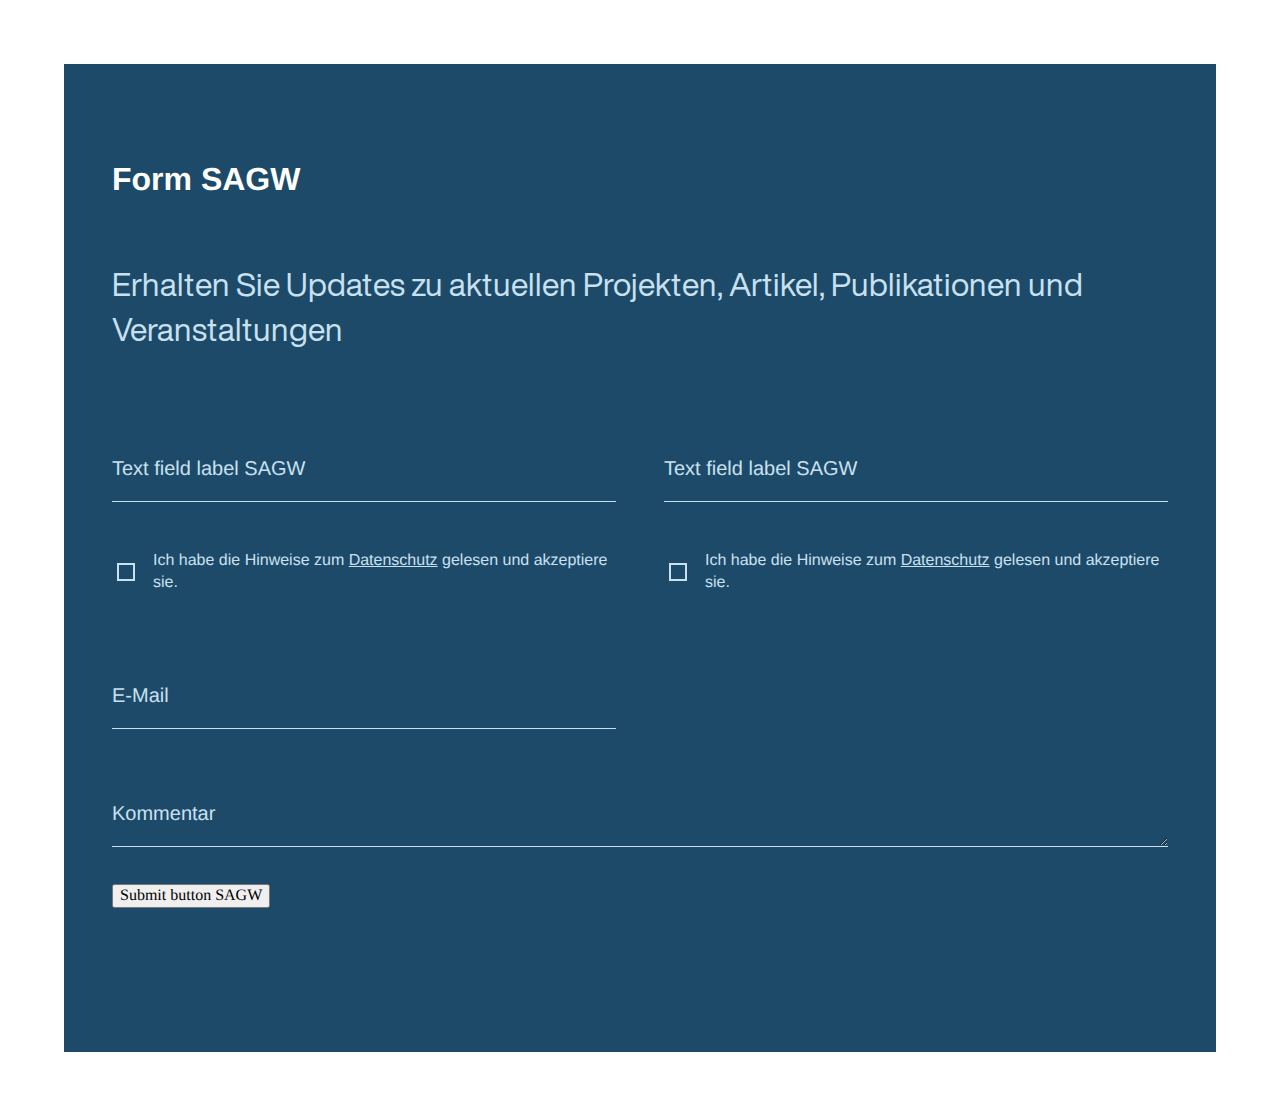 Form SAGW
Erhalten Sie Updates zu aktuellen Projekten, Artikel, Publikationen und
Veranstaltungen
Text field label SAGW
Text field label SAGW
Ich habe die Hinweise zum Datenschutz gelesen und akzeptiere
sie.
Ich habe die Hinweise zum Datenschutz gelesen und akzeptiere
sie.
E-Mail
Kommentar
Submit button SAGW